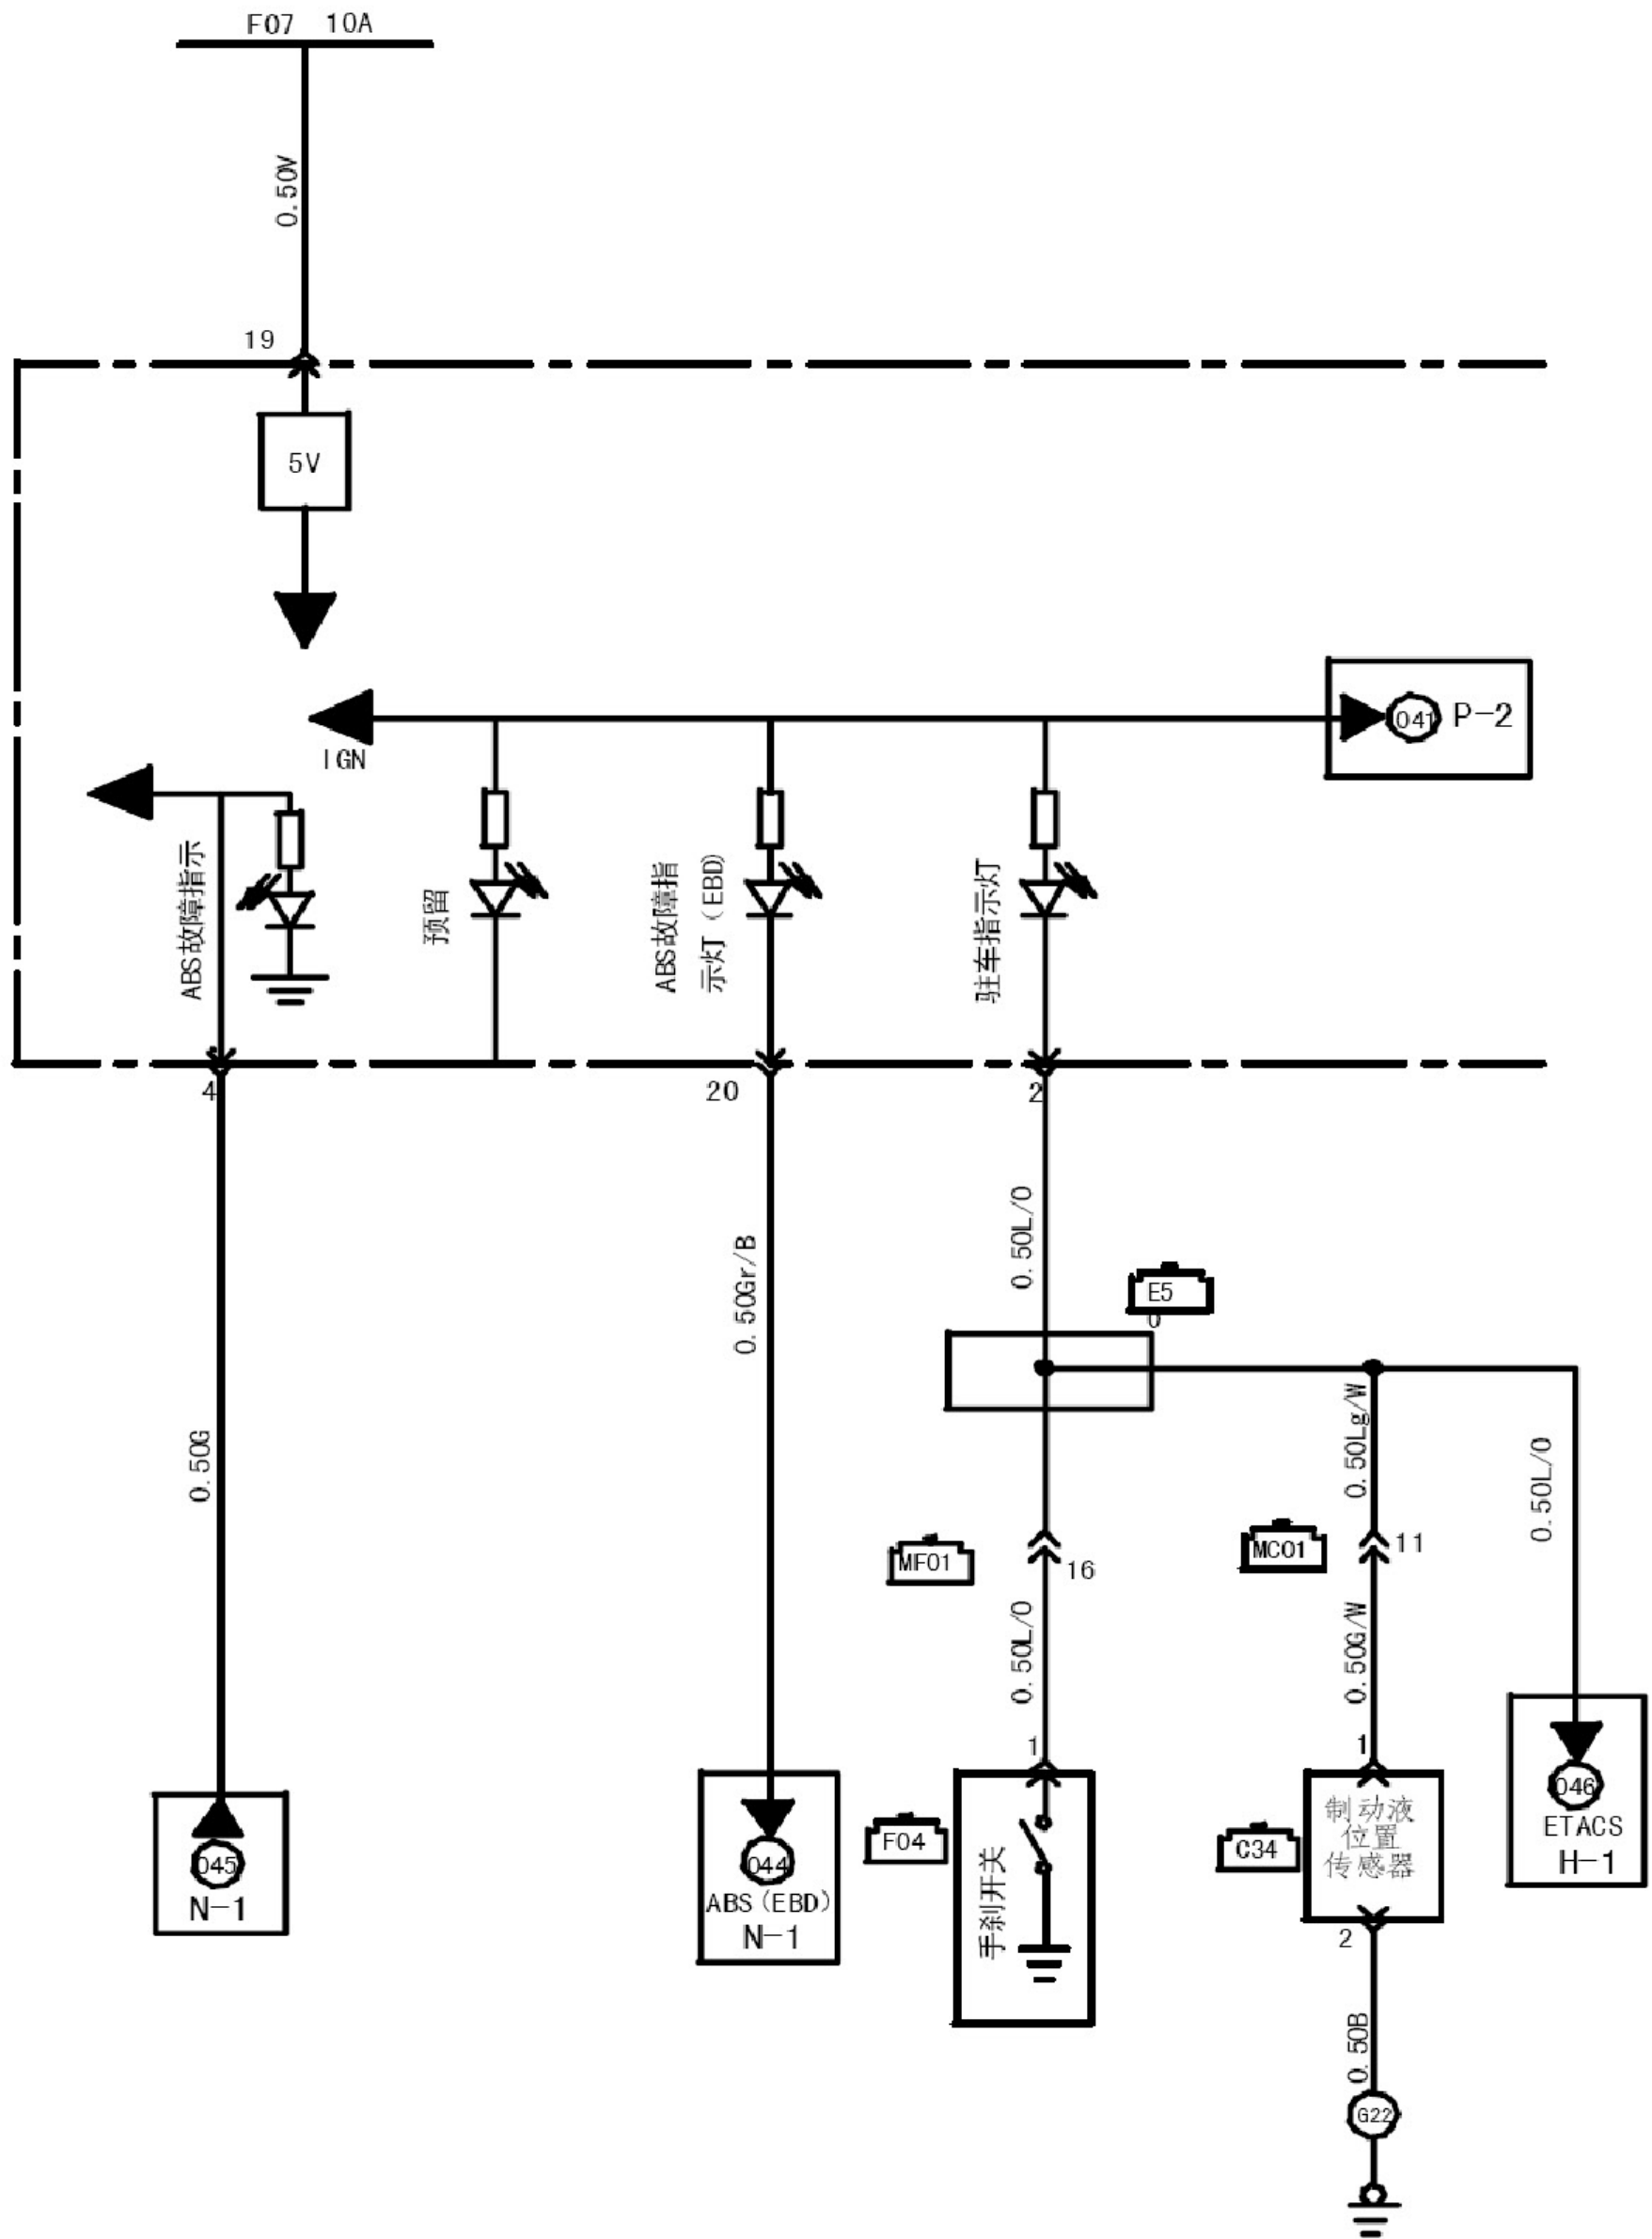 F07 10A
0.50V
19
5V
IGN
041 P-2
ABS故障指示
预留
ABS故障指
示灯（EBD)
驻车指示灯
4
20
2
0.50L/O
0.50Gr/B
E5
0
0.50G
0.50Lg/W
0.50L/O
MF01
16
MC01
11
0.50L/O
0.50G/W
1
1
045
N-1
044
ABS(EBD)
N-1
F04
手刹开关
C34
制动液
位置
传感器
046
ETACS
H-1
2
0.50B
G22